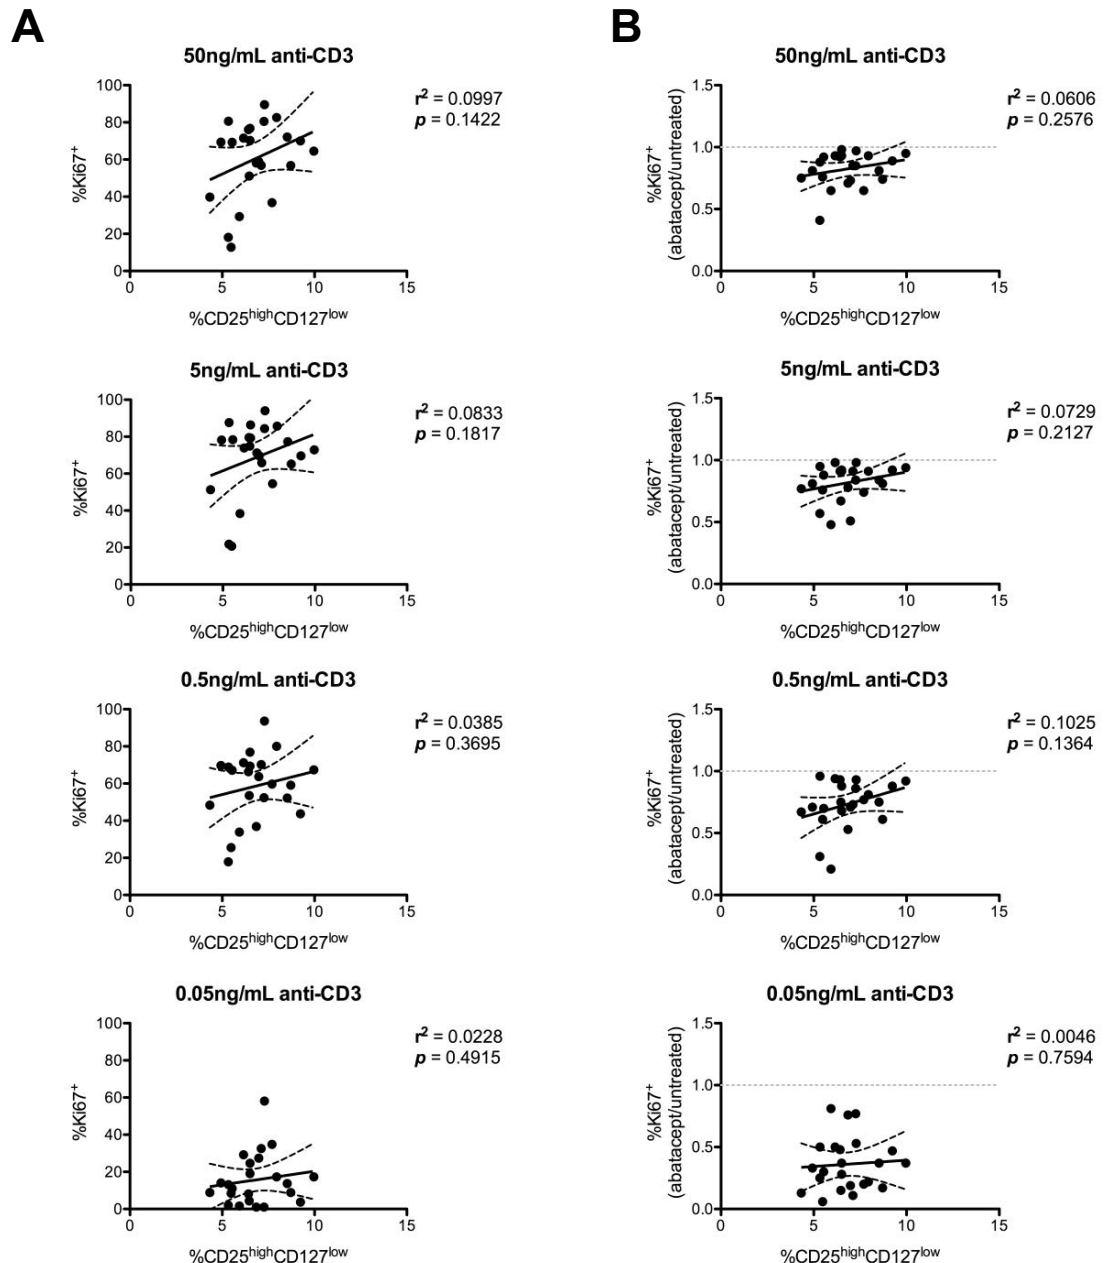 A
50ng/mL anti-CD3
100
80
60
40
20
0
0 5 10 15
%Ki67+
%CD25highCD127low
r2 = 0.0997
p = 0.1422
5ng/mL anti-CD3
100
80
60
40
20
0
0 5 10 15
%Ki67+
%CD25highCD127low
r2 = 0.0833
p = 0.1817
0.5ng/mL anti-CD3
100
80
60
40
20
0
0 5 10 15
%Ki67+
%CD25highCD127low
r2 = 0.0385
p = 0.3695
0.05ng/mL anti-CD3
100
80
60
40
20
0
0 5 10 15
%Ki67+
%CD25highCD127low
r2 = 0.0228
p = 0.4915
B
50ng/mL anti-CD3
1.5
1.0
0.5
0.0
0 5 10 15
%Ki67+
(abatacept/untreated)
%CD25highCD127low
r2 = 0.0606
p = 0.2576
5ng/mL anti-CD3
1.5
1.0
0.5
0.0
0 5 10 15
%Ki67+
(abatacept/untreated)
%CD25highCD127low
r2 = 0.0729
p = 0.2127
0.5ng/mL anti-CD3
1.5
1.0
0.5
0.0
0 5 10 15
%Ki67+
(abatacept/untreated)
%CD25highCD127low
r2 = 0.1025
p = 0.1364
0.05ng/mL anti-CD3
1.5
1.0
0.5
0.0
0 5 10 15
%Ki67+
(abatacept/untreated)
%CD25highCD127low
r2 = 0.0046
p = 0.7594